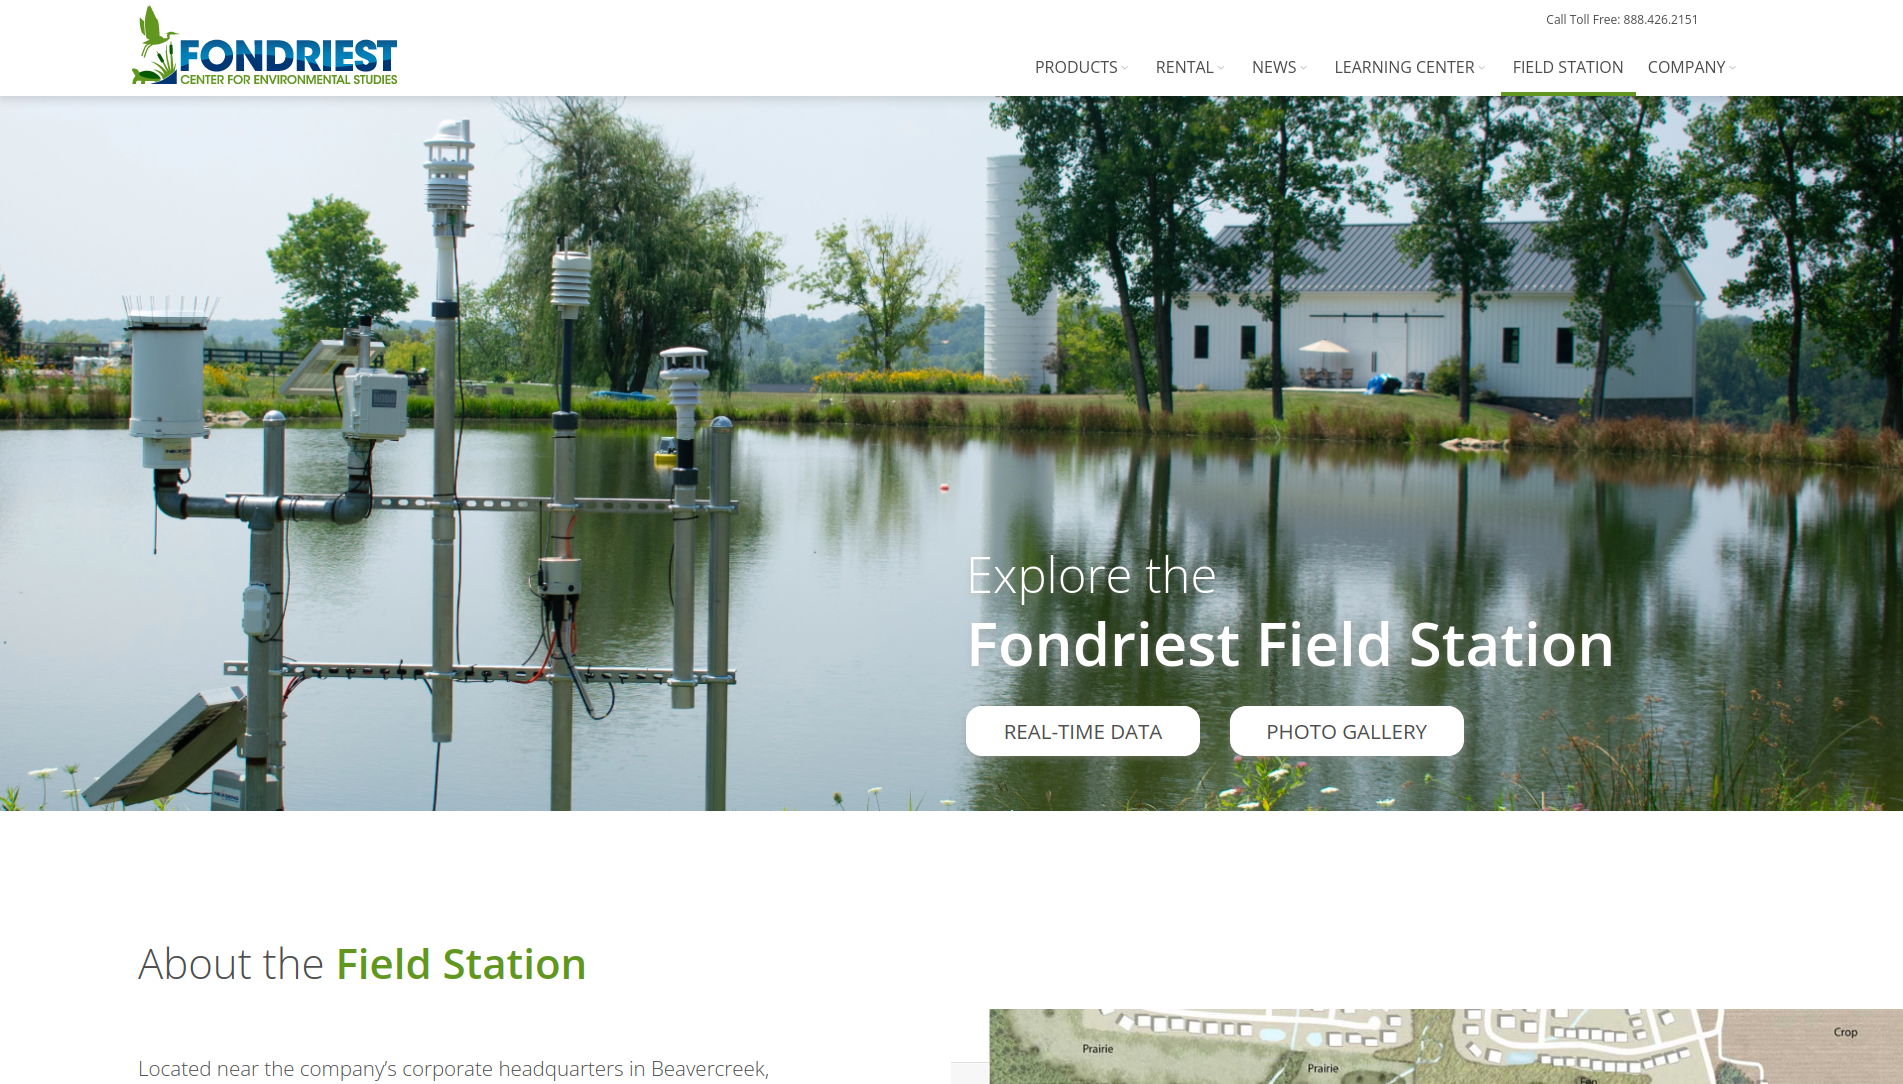 FONDRIEST
CENTER FOR ENVIRONMENTAL STUDIES
Call Toll Free: 888.426.2151
PRODUCTS RENTAL NEWS LEARNING CENTER FIELD STATION COMPANY
HOBO
Explore the
Fondriest Field Station
REAL-TIME DATA PHOTO GALLERY
About the Field Station
Located near the company’s corporate headquarters in Beavercreek,
Crop
Prairie
Prairie
Fen